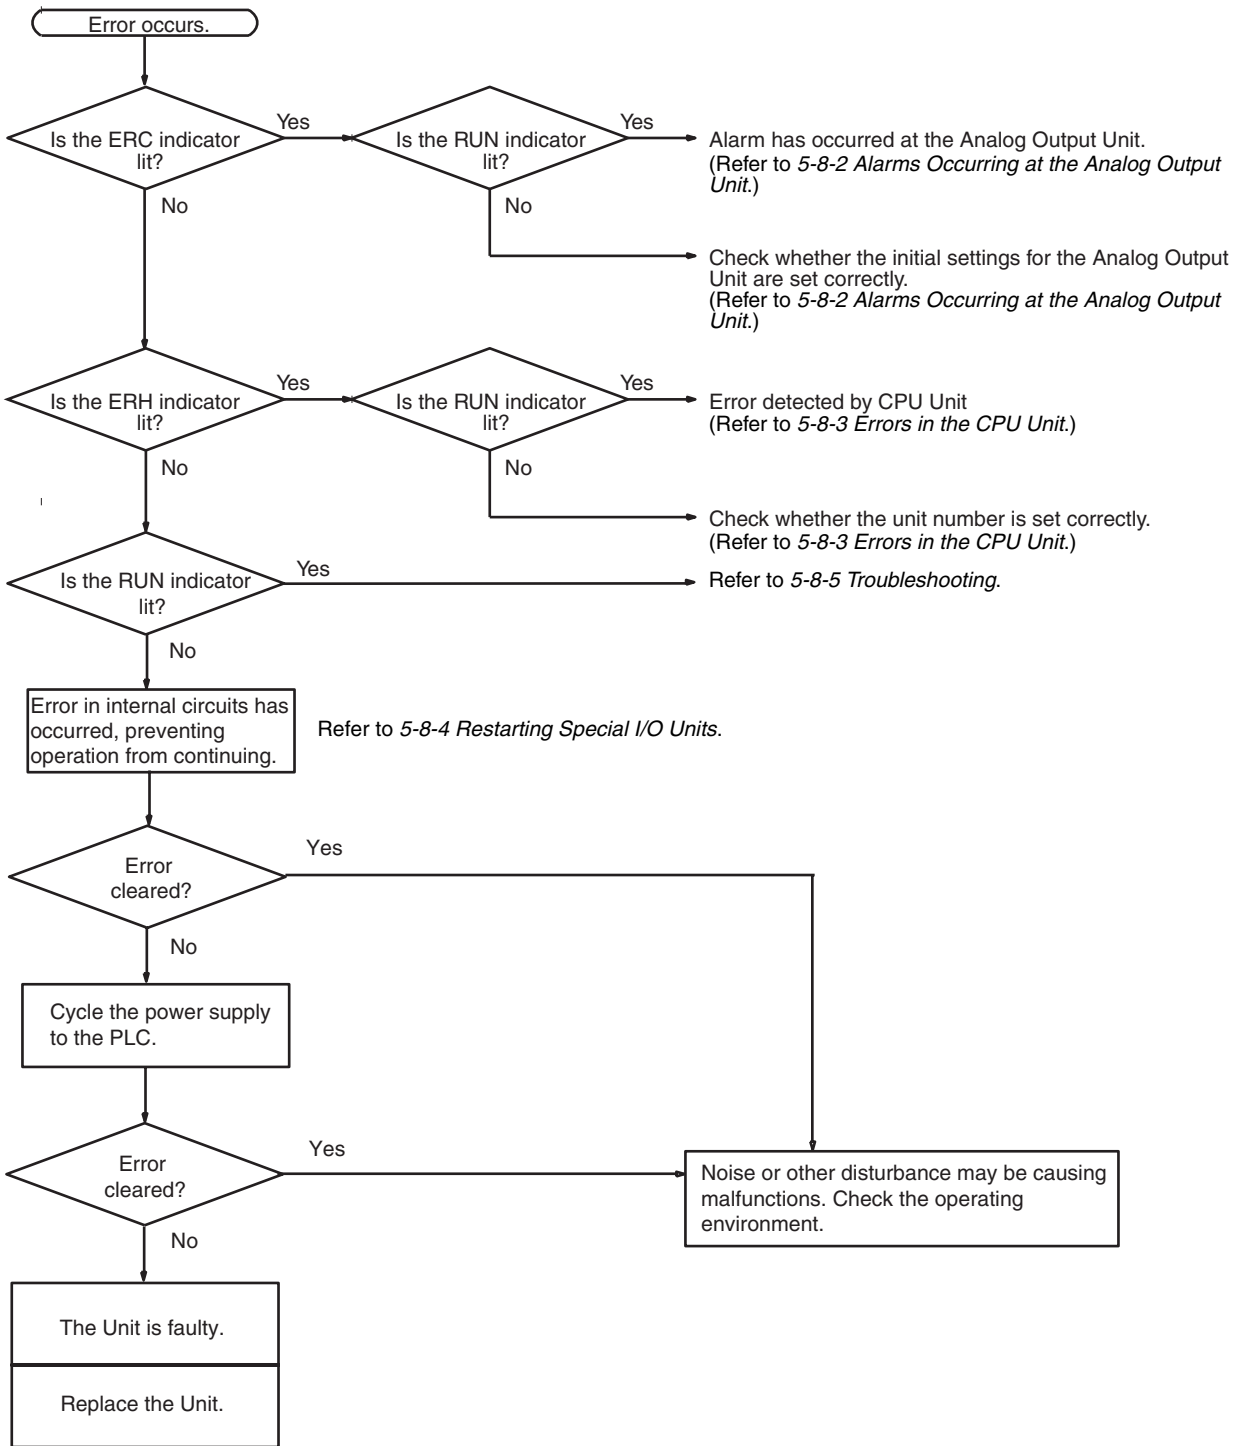 Error occurs.
Is the ERC indicator
lit?
Yes
Is the RUN indicator
lit?
Yes
Alarm has occurred at the Analog Output Unit.
(Refer to 5-8-2 Alarms Occurring at the Analog Output
Unit.)
No
No
Check whether the initial settings for the Analog Output
Unit are set correctly.
(Refer to 5-8-2 Alarms Occurring at the Analog Output
Unit.)
Is the ERH indicator
lit?
Yes
Is the RUN indicator
lit?
Yes
Error detected by CPU Unit
(Refer to 5-8-3 Errors in the CPU Unit.)
No
No
Check whether the unit number is set correctly.
(Refer to 5-8-3 Errors in the CPU Unit.)
Is the RUN indicator
lit?
Yes
Refer to 5-8-5 Troubleshooting.
No
Error in internal circuits has
occurred, preventing
operation from continuing.
Refer to 5-8-4 Restarting Special I/O Units.
Error
cleared?
Yes
No
Cycle the power supply
to the PLC.
Error
cleared?
Yes
Noise or other disturbance may be causing
malfunctions. Check the operating
environment.
No
The Unit is faulty.
Replace the Unit.